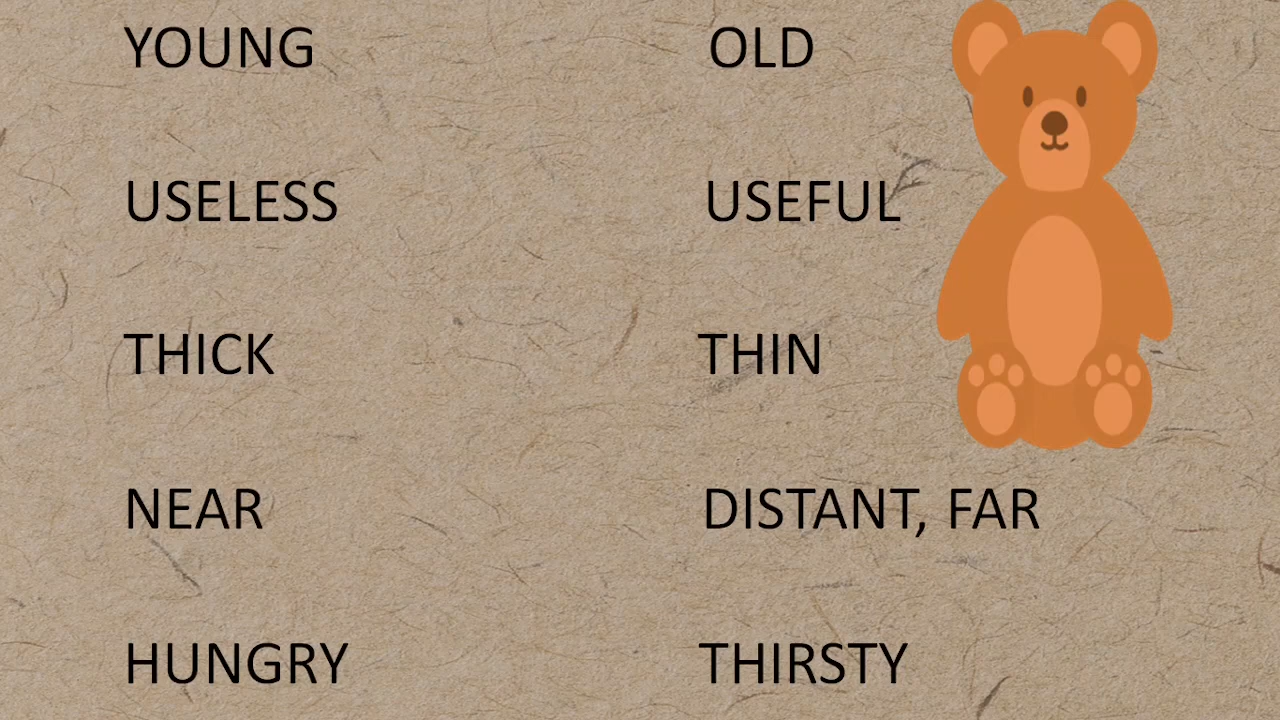 YOUNG OLD
USELESS USEFUL
THICK THIN
NEAR DISTANT, FAR
HUNGRY THIRSTY